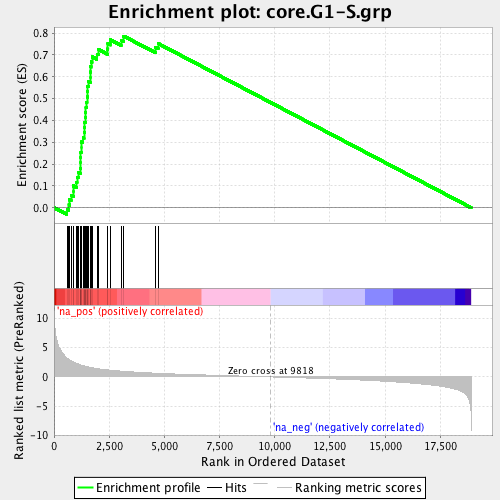 Enrichment plot: core.G1-S.grp
Enrichment score (ES)
0.8
0.7
0.6
0.5
0.4
0.3
0.2
0.1
0.0
'na_pos' (positively correlated)
Ranked list metric (PreRanked)
10
5
0
-5
-10
Zero cross at 9818
'na_neg' (negatively correlated)
0 2,500 5,000 7,500 10,000 12,500 15,000 17,500
Rank in Ordered Dataset
Enrichment profile Hits Ranking metric scores